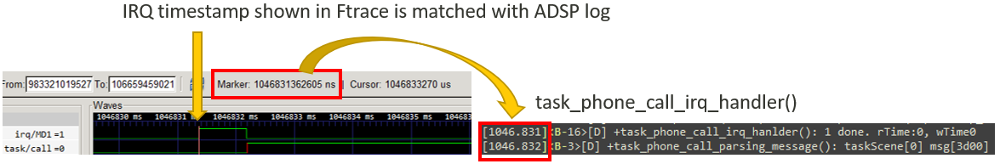 IRQ timestamp shown in Ftrace is matched with ADSP log
From: 983321019527 To: 106659459021 Marker: 1046831362605 ns | Cursor: 1046833270 us
task_phone_call_irq_handler()
Waves
1046830 ms 1046831 ms 1046832 ms 1046833 ms 1046834 ms 1046835 ms
irq/MD1 =1
task/call =0
[1046.831]:B-16>[D] +task_phone_call_irq_hanlder(): 1 done. rTime:0, wTime0
[1046.832]:B-3>[D] +task_phone_call_parsing_message(): taskScene[0] msg[3d00]